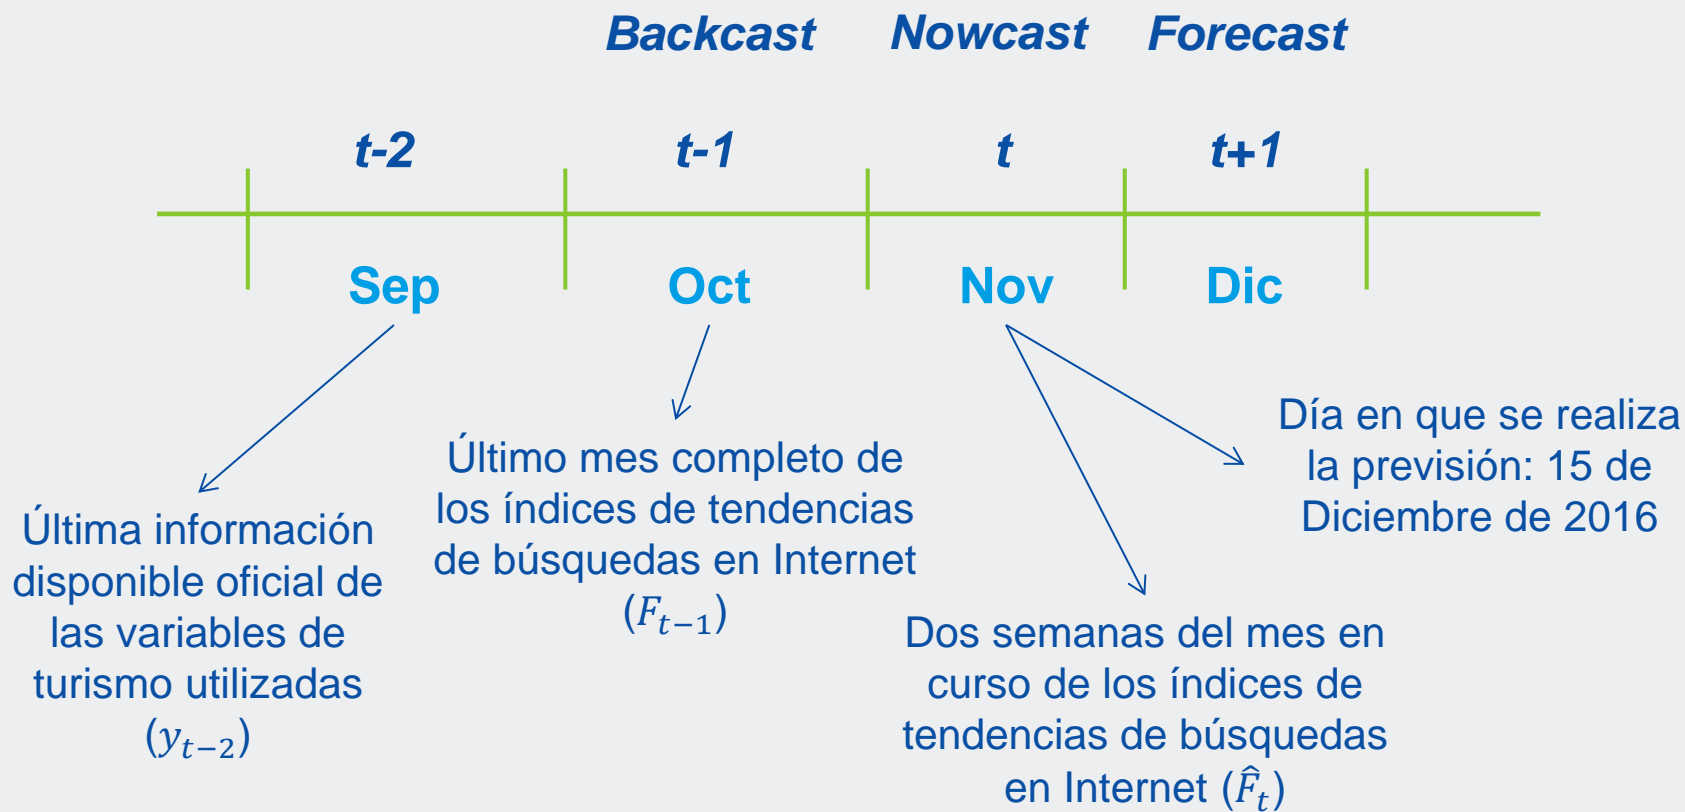 Backcast Nowcast Forecast
t-2 t-1 t t+1
Sep Oct Nov Dic
Última información
disponible oficial de
las variables de
turismo utilizadas
(y_{t−2})
Último mes completo de
los índices de tendencias
de búsquedas en Internet
(F_{t−1})
Dos semanas del mes en
curso de los índices de
tendencias de búsquedas
en Internet (F̂_t)
Día en que se realiza
la previsión: 15 de
Diciembre de 2016